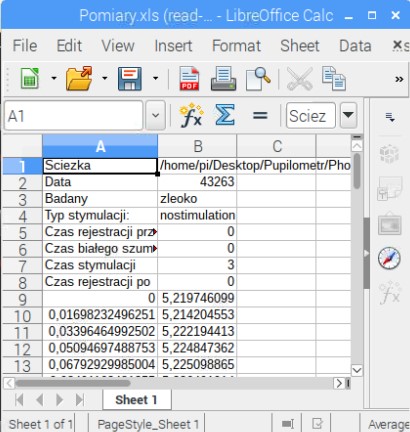 Pomiary.xls (read-... - LibreOffice Calc
File Edit View Insert Format Sheet Data
A1 Sciez
A B C
1 Sciezka /home/pi/Desktop/Pupilometr/Pho
2 Data 43263
3 Badany zleoko
4 Typ stymulacji: nostimulation
5 Czas rejestracji prz 0
6 Czas białego szum 0
7 Czas stymulacji 3
8 Czas rejestracji po 0
9 0 5,219746099
10 0,01698232496251 5,214204553
11 0,03396464992502 5,222194413
12 0,05094697488753 5,224847362
13 0,06792929985004 5,225098865
Sheet 1
Sheet 1 of 1 PageStyle_Sheet 1 Average